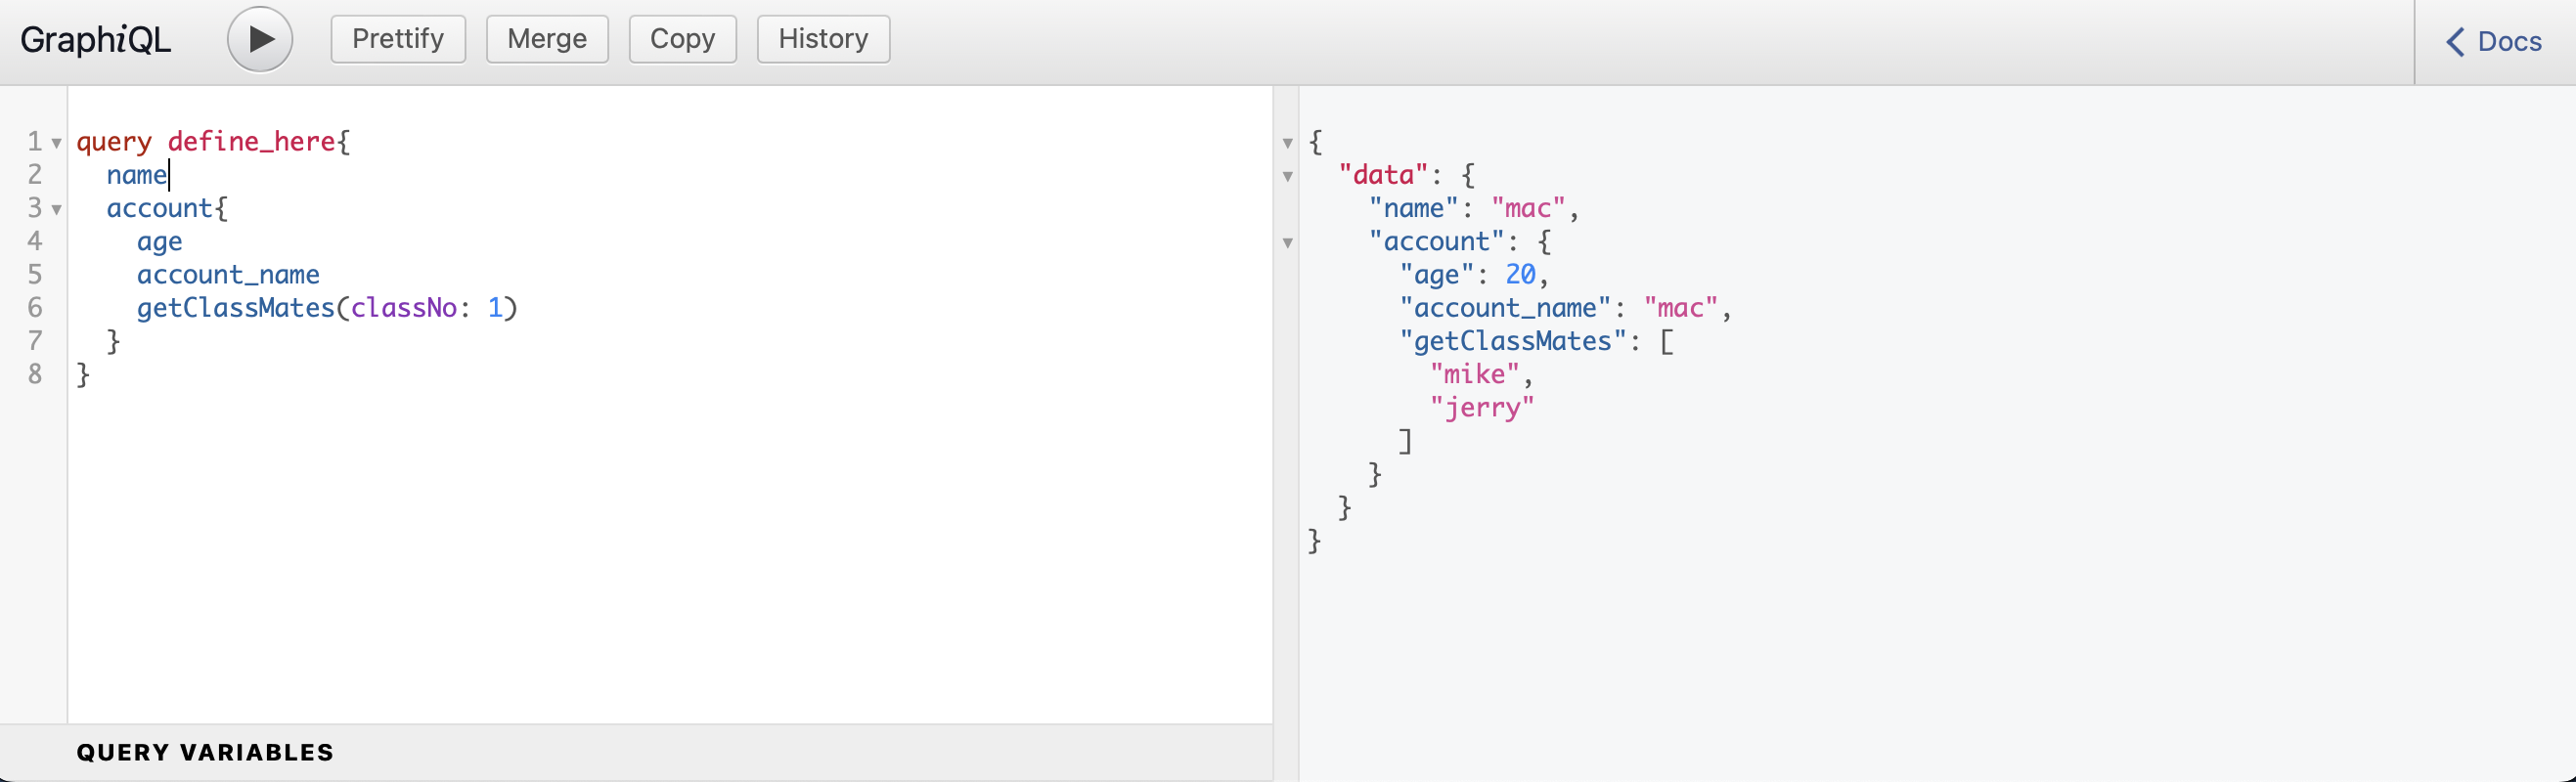 GraphiQL Prettify Merge Copy History Docs
1 query define_here{
2   name
3   account{
4     age
5     account_name
6     getClassMates(classNo: 1)
7   }
8 }
QUERY VARIABLES
{
  "data": {
    "name": "mac",
    "account": {
      "age": 20,
      "account_name": "mac",
      "getClassMates": [
        "mike",
        "jerry"
      ]
    }
  }
}